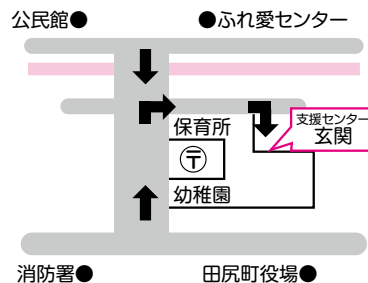 公民館●
●ふれ愛センター
保育所
支援センター
玄関
〒
幼稚園
消防署●
田尻町役場●